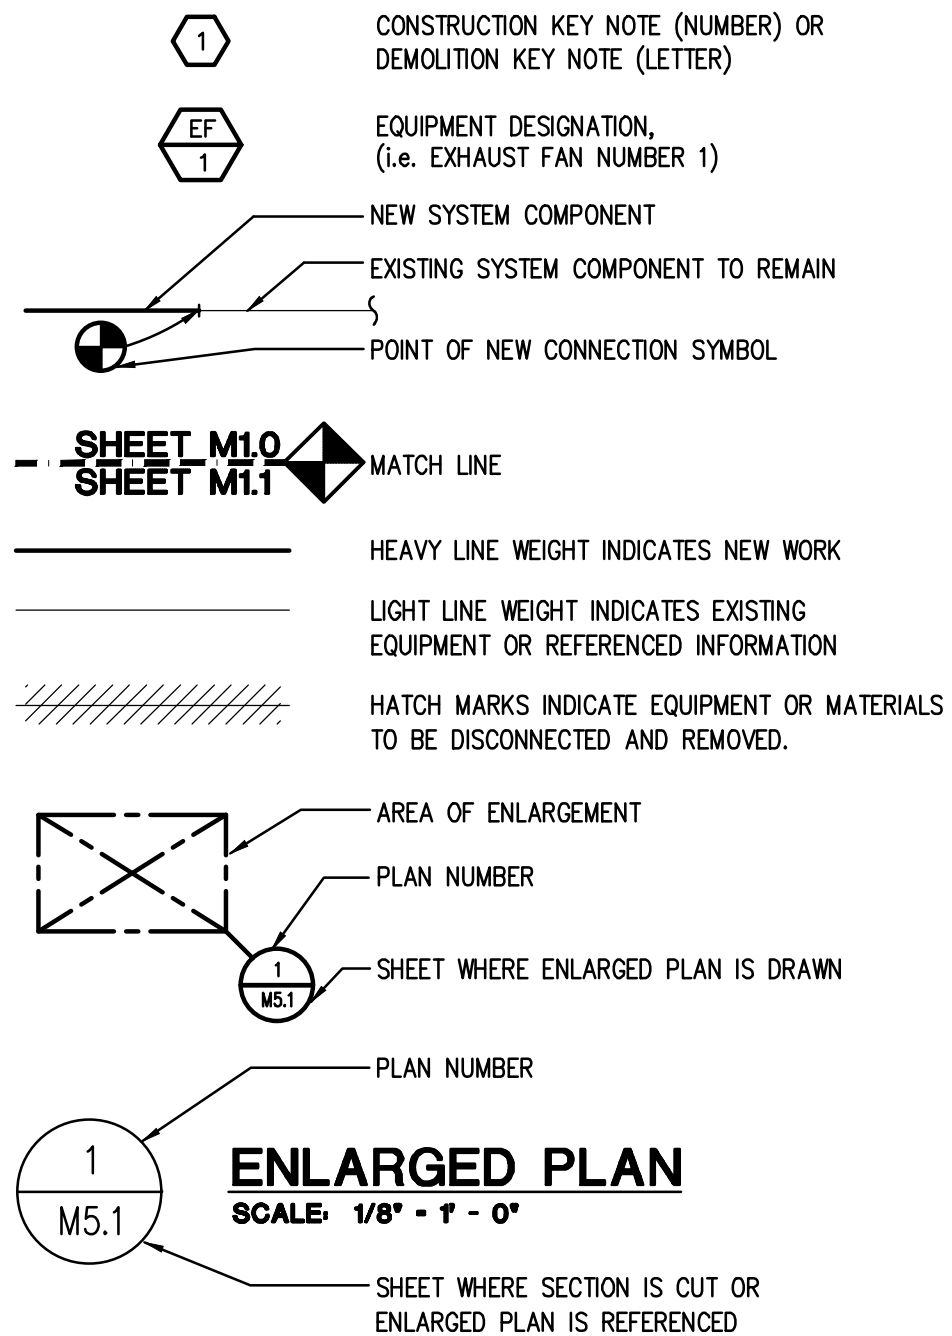 1
CONSTRUCTION KEY NOTE (NUMBER) OR
DEMOLITION KEY NOTE (LETTER)
EF
1
EQUIPMENT DESIGNATION,
(i.e. EXHAUST FAN NUMBER 1)
NEW SYSTEM COMPONENT
EXISTING SYSTEM COMPONENT TO REMAIN
POINT OF NEW CONNECTION SYMBOL
SHEET M1.0
SHEET M1.1
MATCH LINE
HEAVY LINE WEIGHT INDICATES NEW WORK
LIGHT LINE WEIGHT INDICATES EXISTING
EQUIPMENT OR REFERENCED INFORMATION
HATCH MARKS INDICATE EQUIPMENT OR MATERIALS
TO BE DISCONNECTED AND REMOVED.
AREA OF ENLARGEMENT
PLAN NUMBER
1
M5.1
SHEET WHERE ENLARGED PLAN IS DRAWN
PLAN NUMBER
1
M5.1
ENLARGED PLAN
SCALE: 1/8" - 1' - 0"
SHEET WHERE SECTION IS CUT OR
ENLARGED PLAN IS REFERENCED